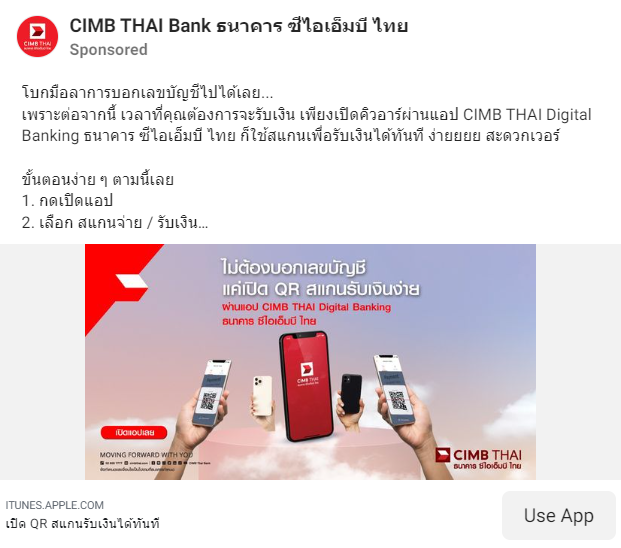 CIMB THAI Bank ธนาคาร ซีไอเอ็มบี ไทย
Sponsored
โบกมือลาการบอกเลขบัญชีไปได้เลย...
เพราะต่อจากนี้ เวลาที่คุณต้องการจะรับเงิน เพียงเปิดคิวอาร์ผ่านแอป CIMB THAI Digital
Banking ธนาคาร ซีไอเอ็มบี ไทย ก็ใช้สแกนเพื่อรับเงินได้ทันที ง่ายยยย สะดวกเวอร์
ขั้นตอนง่าย ๆ ตามนี้เลย
1. กดเปิดแอป
2. เลือก สแกนจ่าย / รับเงิน…
ไม่ต้องบอกเลขบัญชี
แค่เปิด QR สแกนรับเงินง่าย
ผ่านแอป CIMB THAI Digital Banking
ธนาคาร ซีไอเอ็มบี ไทย
CIMB THAI
เปิดแอปเลย
MOVING FORWARD WITH YOU
CIMB THAI
ธนาคาร ซีไอเอ็มบี ไทย
ITUNES.APPLE.COM
เปิด QR สแกนรับเงินได้ทันที
Use App